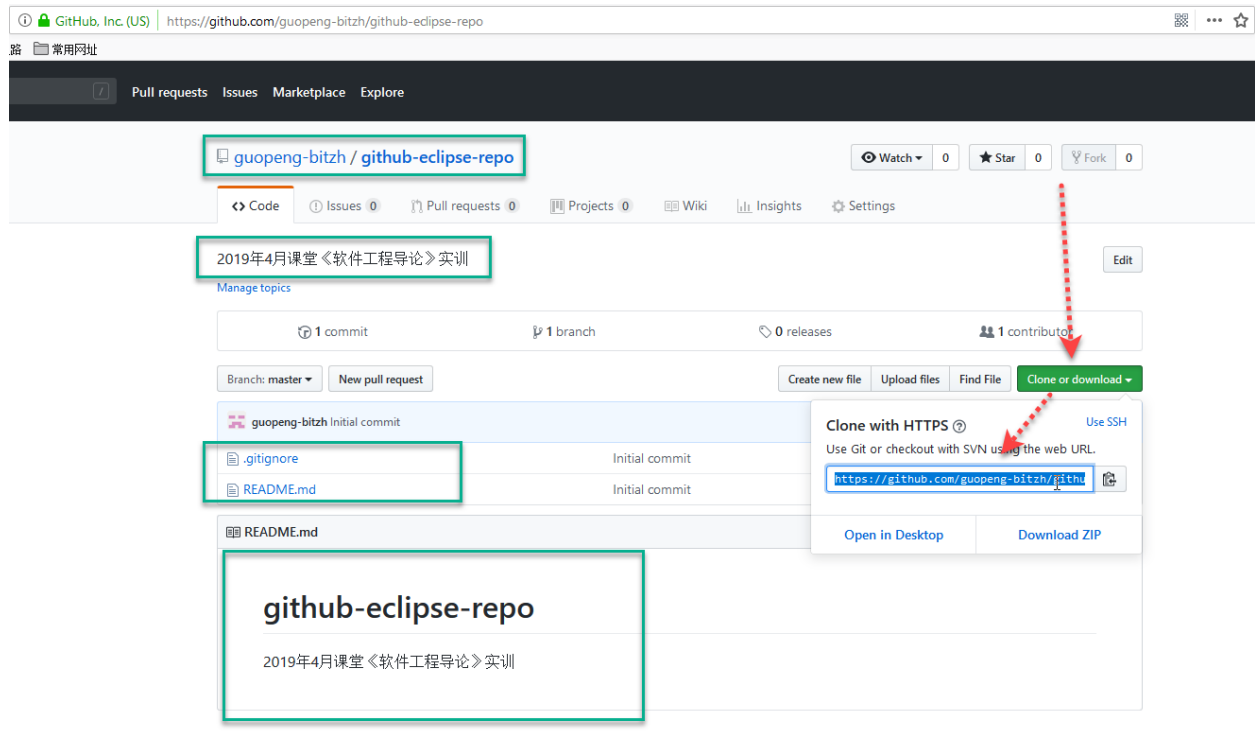 GitHub, Inc. (US) https://github.com/guopeng-bitzh/github-eclipse-repo
路 常用网址
/ Pull requests Issues Marketplace Explore
guopeng-bitzh / github-eclipse-repo Watch 0 Star 0 Fork 0
Code Issues 0 Pull requests 0 Projects 0 Wiki Insights Settings
2019年4月课堂《软件工程导论》实训 Edit
Manage topics
1 commit 1 branch 0 releases 1 contributor
Branch: master New pull request Create new file Upload files Find File Clone or download
guopeng-bitzh Initial commit
.gitignore Initial commit
README.md Initial commit
Clone with HTTPS Use SSH
Use Git or checkout with SVN using the web URL.
https://github.com/guopeng-bitzh/githu
Open in Desktop Download ZIP
README.md
github-eclipse-repo
2019年4月课堂《软件工程导论》实训